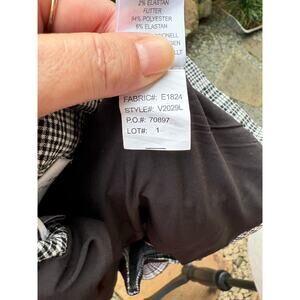 2% ELASTAN
FUTTER
94% POLYESTER
6% ELASTAN
FABRIC#: E1824
STYLE#: V2029L
P.O.#: 70897
LOT#: 1